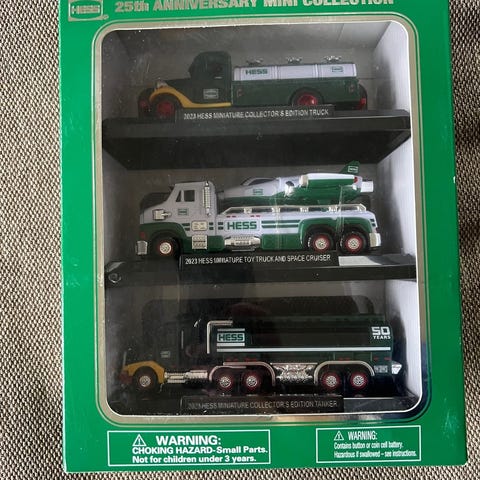 HESS
25th ANNIVERSARY MINI COLLECTION
HESS
2023 HESS MINIATURE COLLECTOR'S EDITION TRUCK
HESS
2023 HESS MINIATURE TOY TRUCK AND SPACE CRUISER
HESS
50
YEARS
2023 HESS MINIATURE COLLECTOR'S EDITION TANKER
WARNING:
CHOKING HAZARD-Small Parts.
Not for children under 3 years.
WARNING:
Contains button or coin cell battery.
Hazardous if swallowed – see instructions.